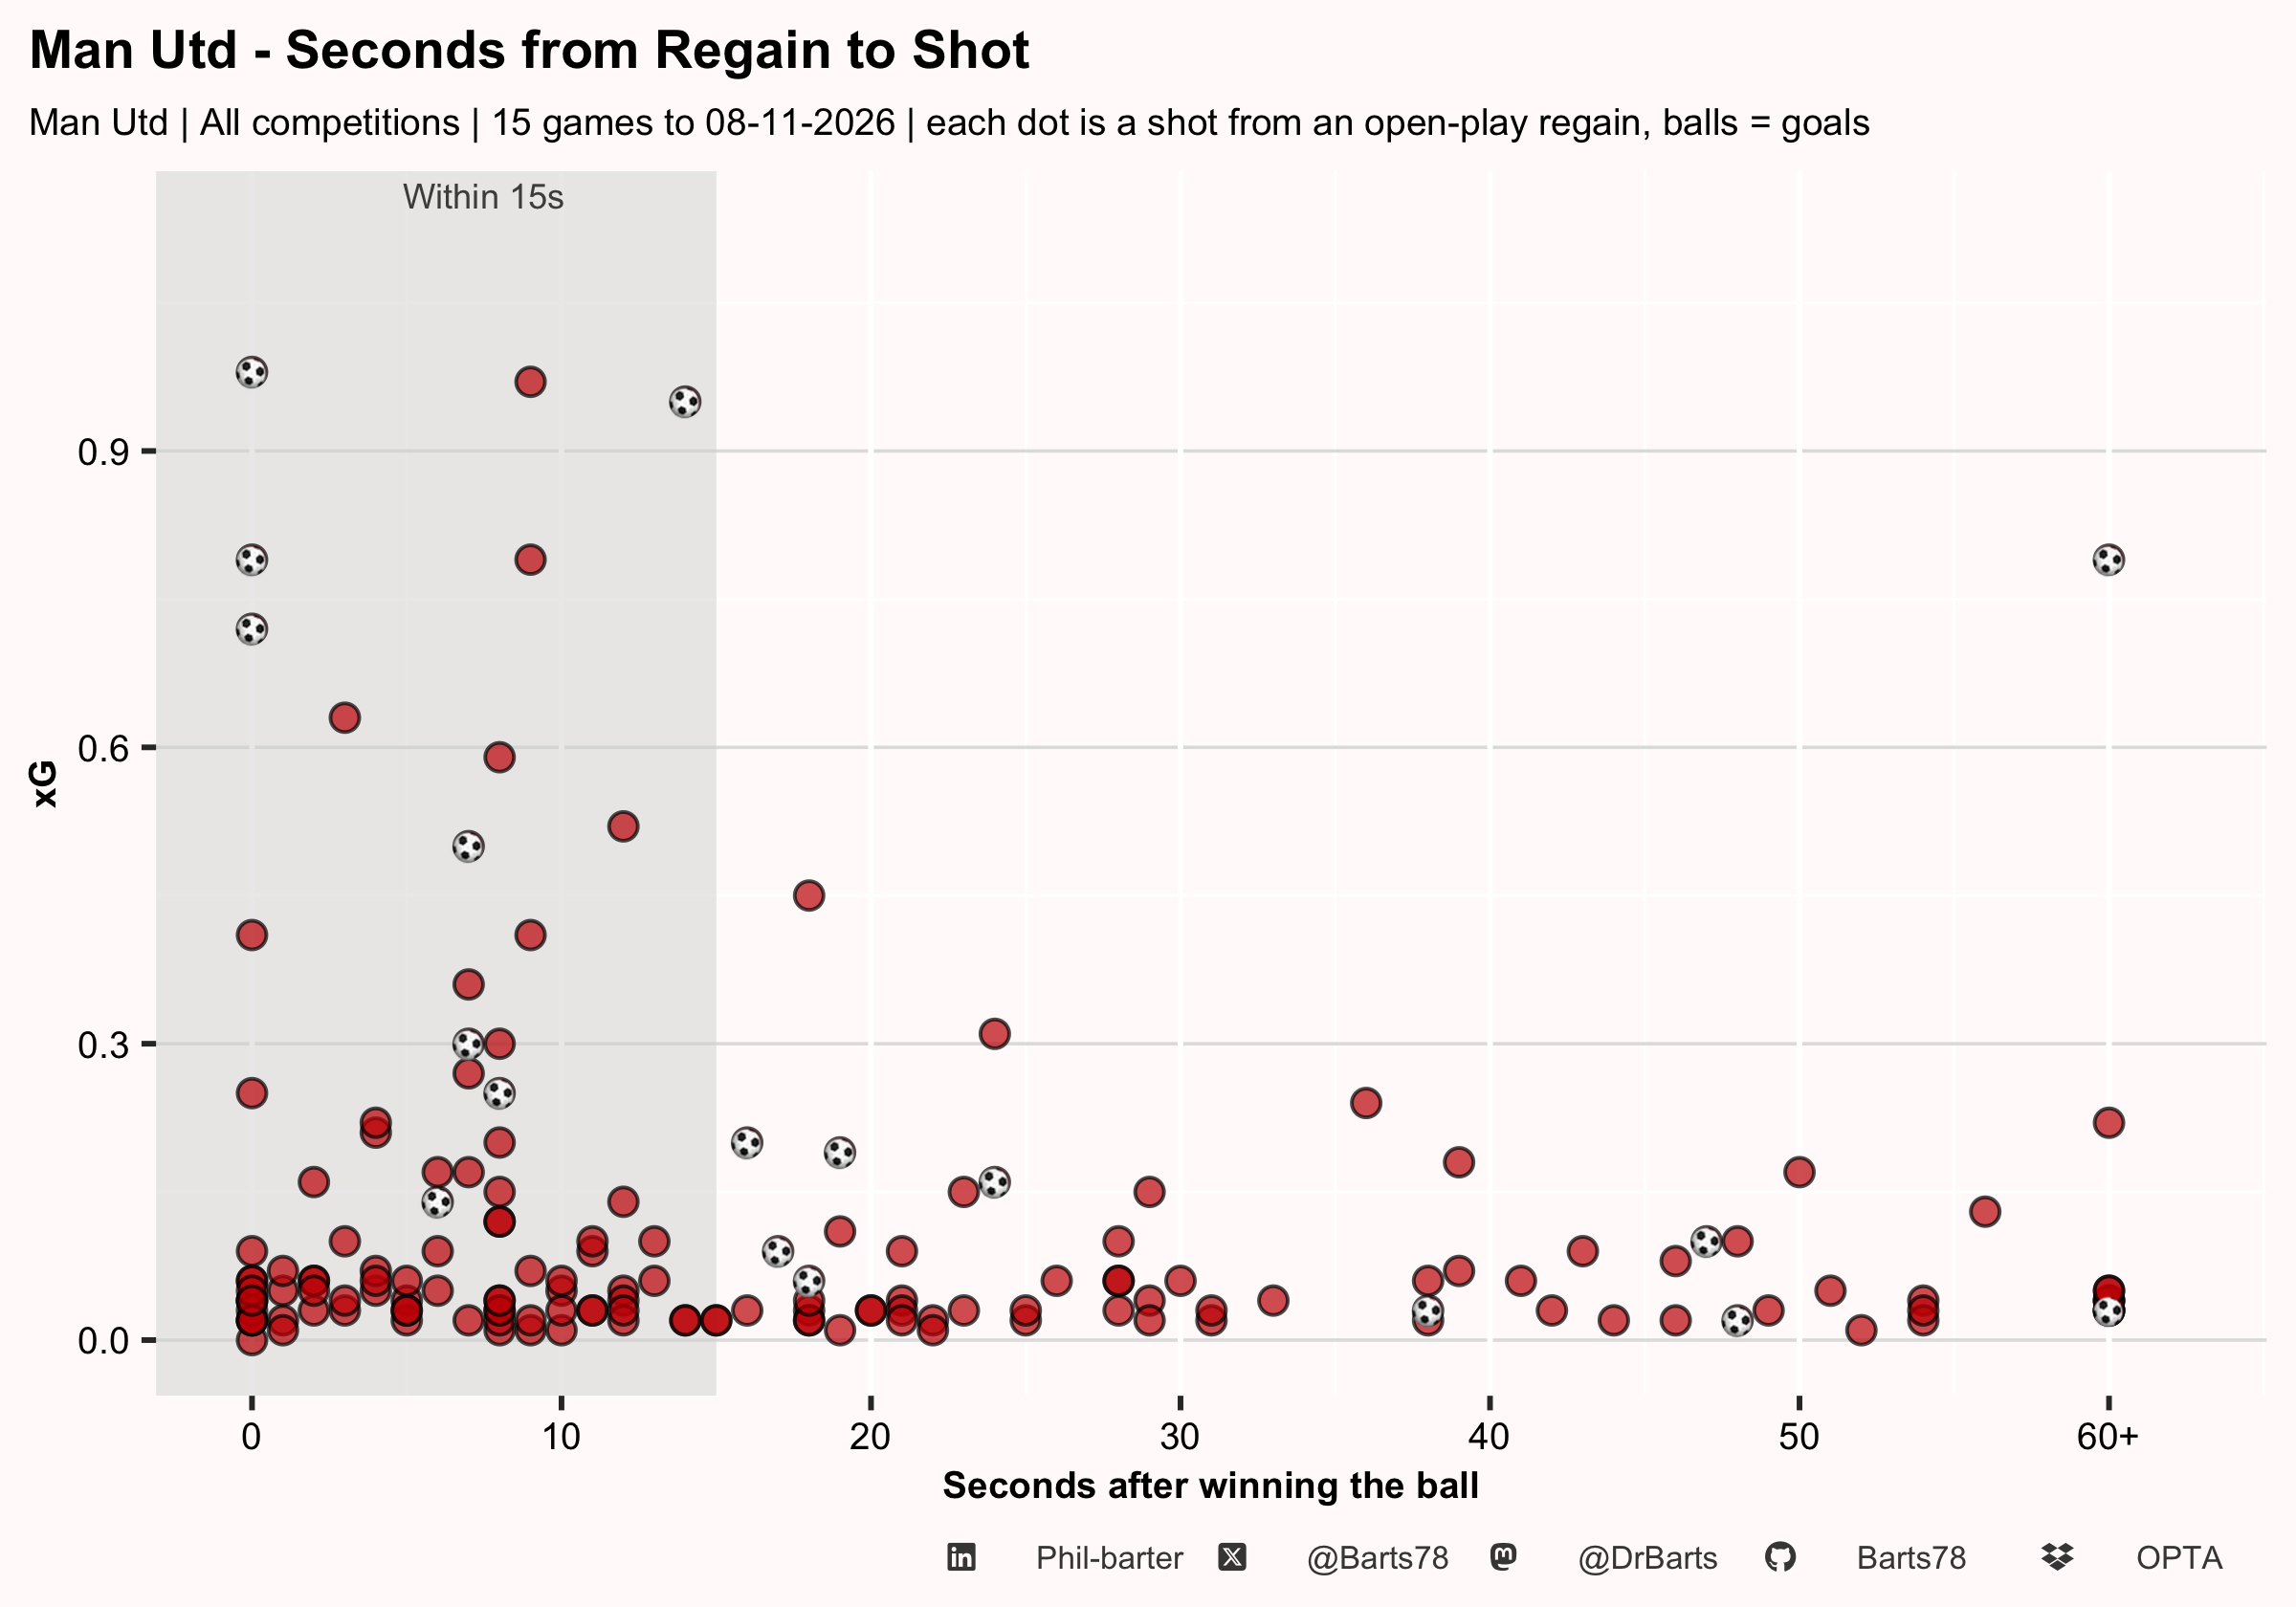 Man Utd - Seconds from Regain to Shot
Man Utd | All competitions | 15 games to 08-11-2026 | each dot is a shot from an open-play regain, balls = goals
Within 15s
xG
0.9
0.6
0.3
0.0
0 10 20 30 40 50 60+
Seconds after winning the ball
Phil-barter @Barts78 @DrBarts Barts78 OPTA